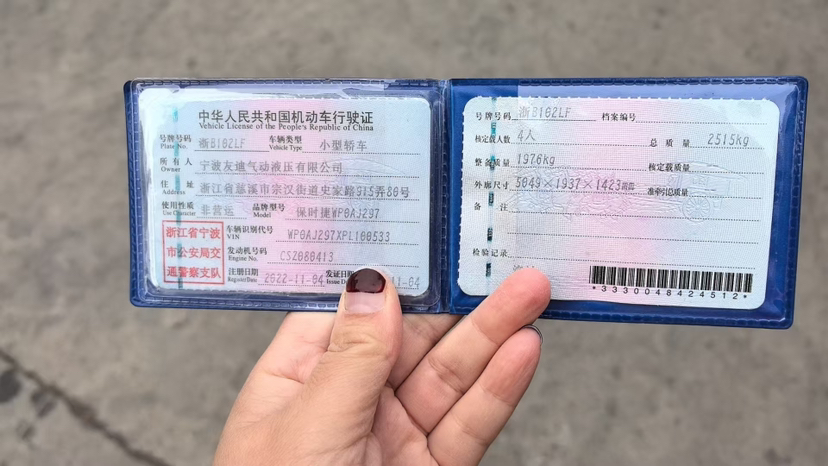 中华人民共和国机动车行驶证
Vehicle License of the People's Republic of China
号牌号码 浙B102LF 车辆类型 小型轿车
Plate No. Vehicle Type
所有人 宁波友迪气动液压有限公司
Owner
住址 浙江省慈溪市宗汉街道史家路915弄80号
Address
使用性质 非营运 品牌型号 保时捷WP0AJ297
Use Character Model
浙江省宁波
市公安局交
通警察支队
车辆识别代号 WP0AJ297XPL100533
VIN
发动机号码 CSZ080413
Engine No.
注册日期 2022-11-04 发证日 11-04
Register Date Issue Da
号牌号码 浙B102LF 档案编号
核定载人数 4人 总质量 2515kg
整备质量 1976kg 核定载质量
外廓尺寸 5049×1937×1423mm 准牵引总质量
备注
检验记录
*3330048424512*